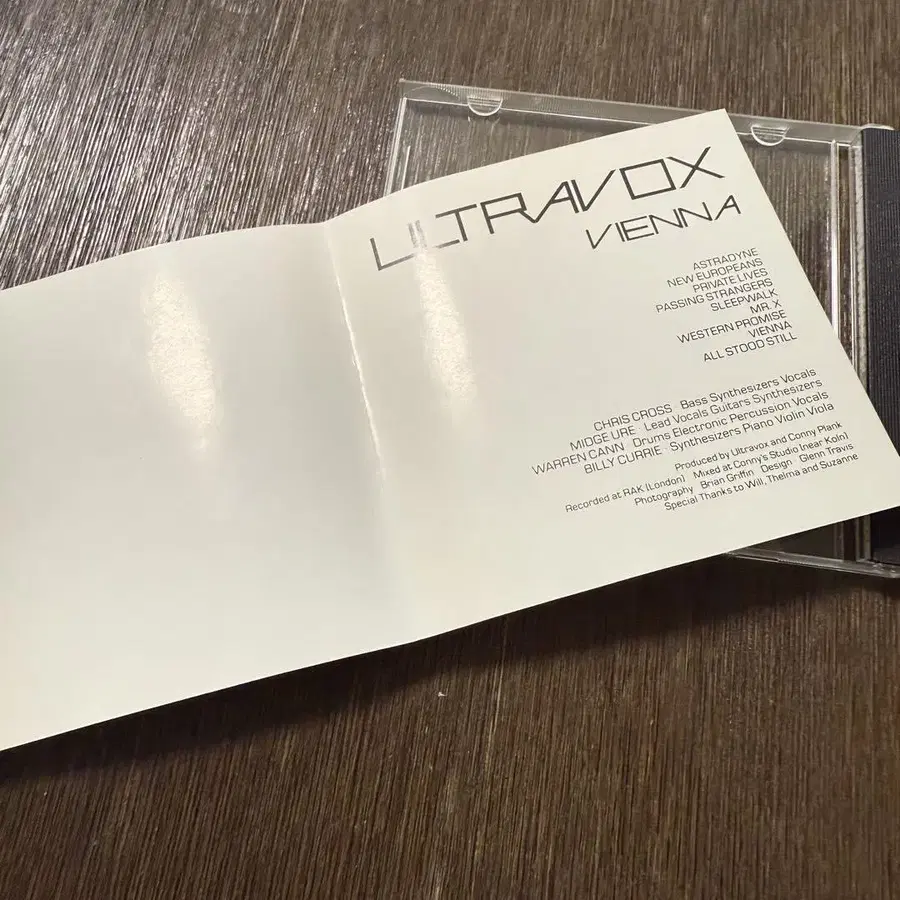 ULTRAVOX
VIENNA
ASTRADYNE
NEW EUROPEANS
PRIVATE LIVES
PASSING STRANGERS
SLEEPWALK
MR. X
WESTERN PROMISE
VIENNA
ALL STOOD STILL
CHRIS CROSS · Bass Synthesizers Vocals
MIDGE URE · Lead Vocals Guitars Synthesizers
WARREN CANN · Drums Electronic Percussion Vocals
BILLY CURRIE · Synthesizers Piano Violin Viola
Produced by Ultravox and Conny Plank
Recorded at RAK (London) Mixed at Conny's Studio (near Koln)
Photography · Brian Griffin Design · Glenn Travis
Special Thanks to Will, Thelma and Suzanne